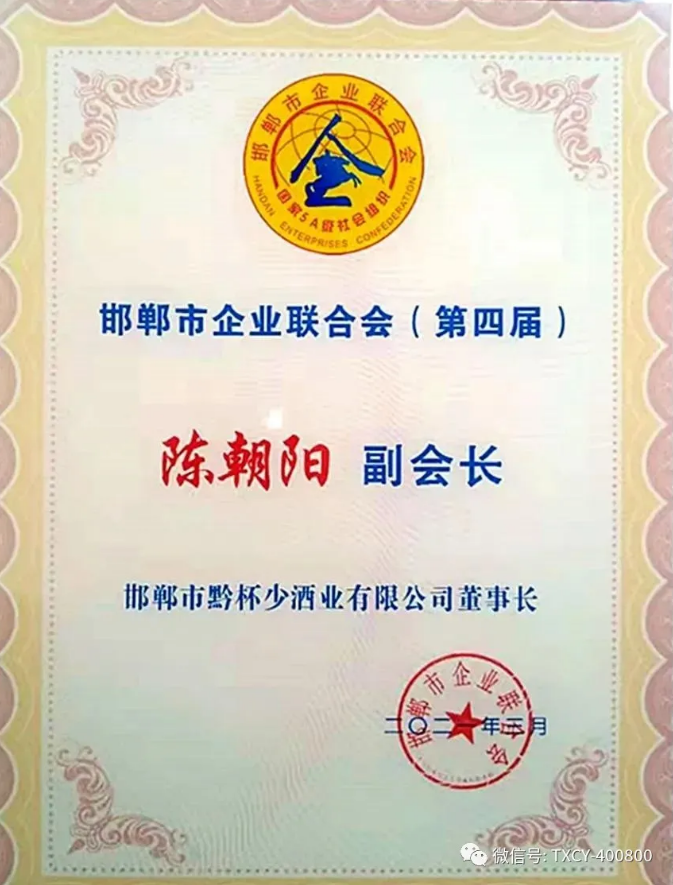 邯郸市企业联合会
国家5A级社会组织
HANDAN ENTERPRISES CONFEDERATION
邯郸市企业联合会（第四届）
陈朝阳 副会长
邯郸市黔杯少酒业有限公司董事长
邯郸市企业联合会
二〇二一年三月
微信号: TXCY-400800